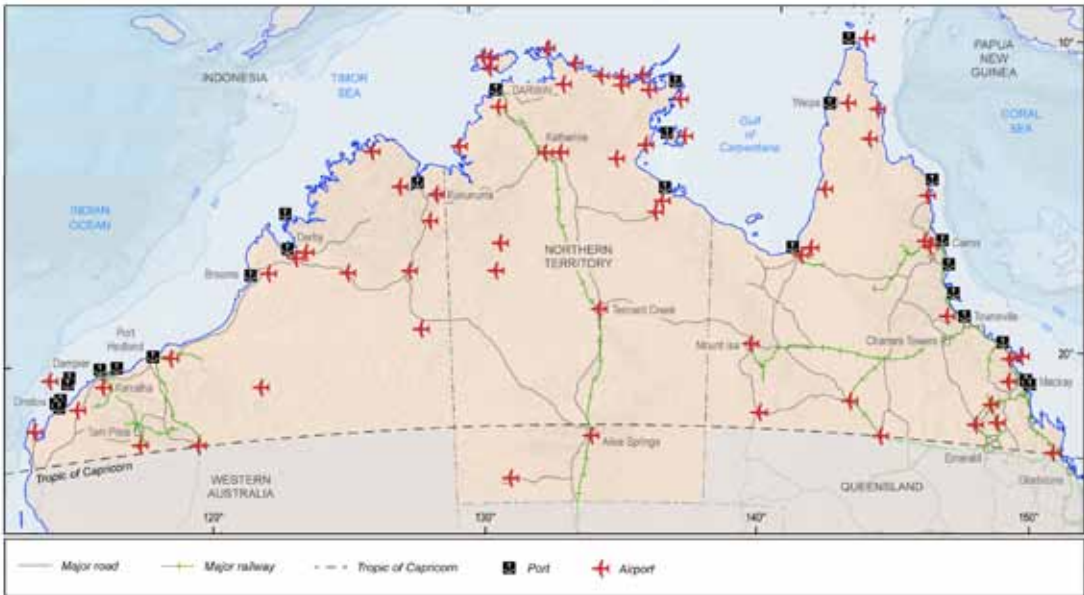 10°
PAPUA
NEW
GUINEA
INDONESIA
TIMOR
SEA
DARWIN
Weipa
CORAL
SEA
Gulf
of
Carpentaria
Katherine
Kununurra
INDIAN
OCEAN
Derby
Cairns
NORTHERN
TERRITORY
Broome
Tennant Creek
Townsville
Port
Hedland
Mount Isa
Charters Towers
20°
Dampier
Karratha
Mackay
Onslow
Tom Price
Alice Springs
Emerald
Tropic of Capricorn
WESTERN
AUSTRALIA
QUEENSLAND
Gladstone
120°
130°
140°
150°
Major road
Major railway
Tropic of Capricorn
Port
Airport